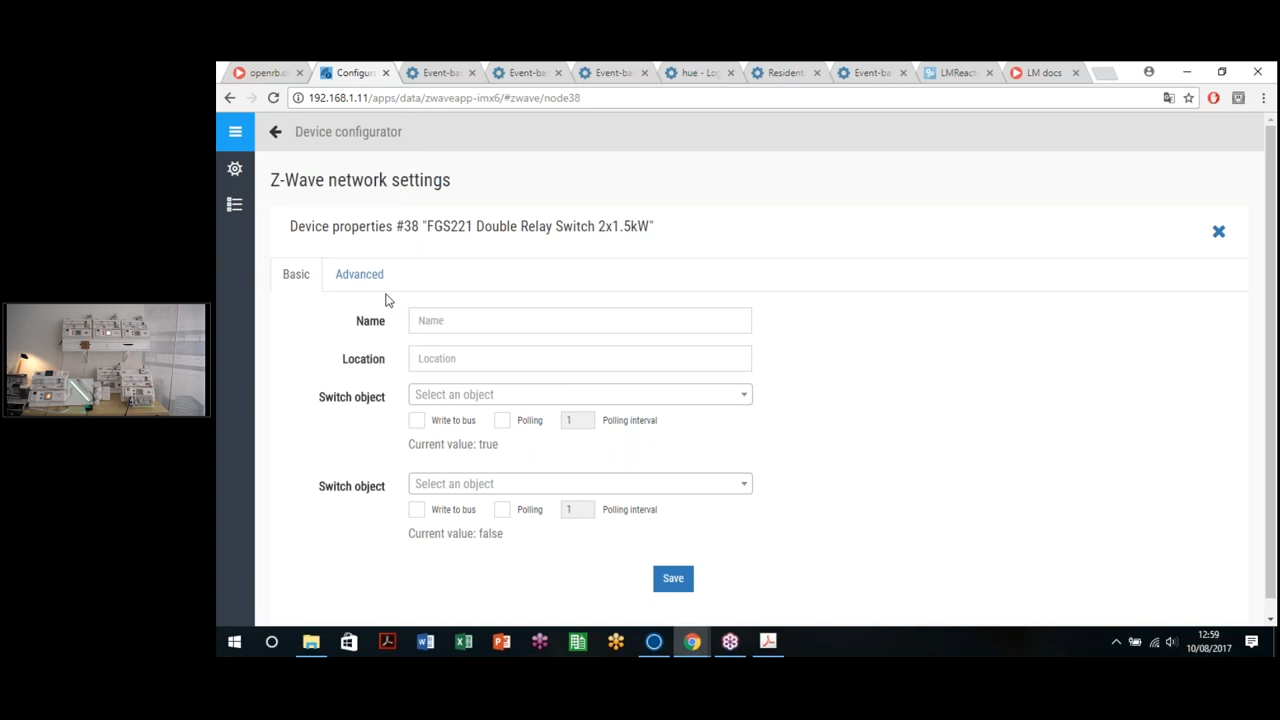 openrb.c
Configura
Event-ba
Event-ba
Event-ba
hue - Lo
Resident
Event-ba
LMReact
LM docs
192.168.1.11/apps/data/zwaveapp-imx6/#zwave/node38
Device configurator
Z-Wave network settings
Device properties #38 "FGS221 Double Relay Switch 2x1.5kW"
Basic
Advanced
Name
Name
Location
Location
Switch object
Select an object
Write to bus
Polling
1
Polling interval
Current value: true
Switch object
Select an object
Write to bus
Polling
1
Polling interval
Current value: false
Save
12:59
10/08/2017